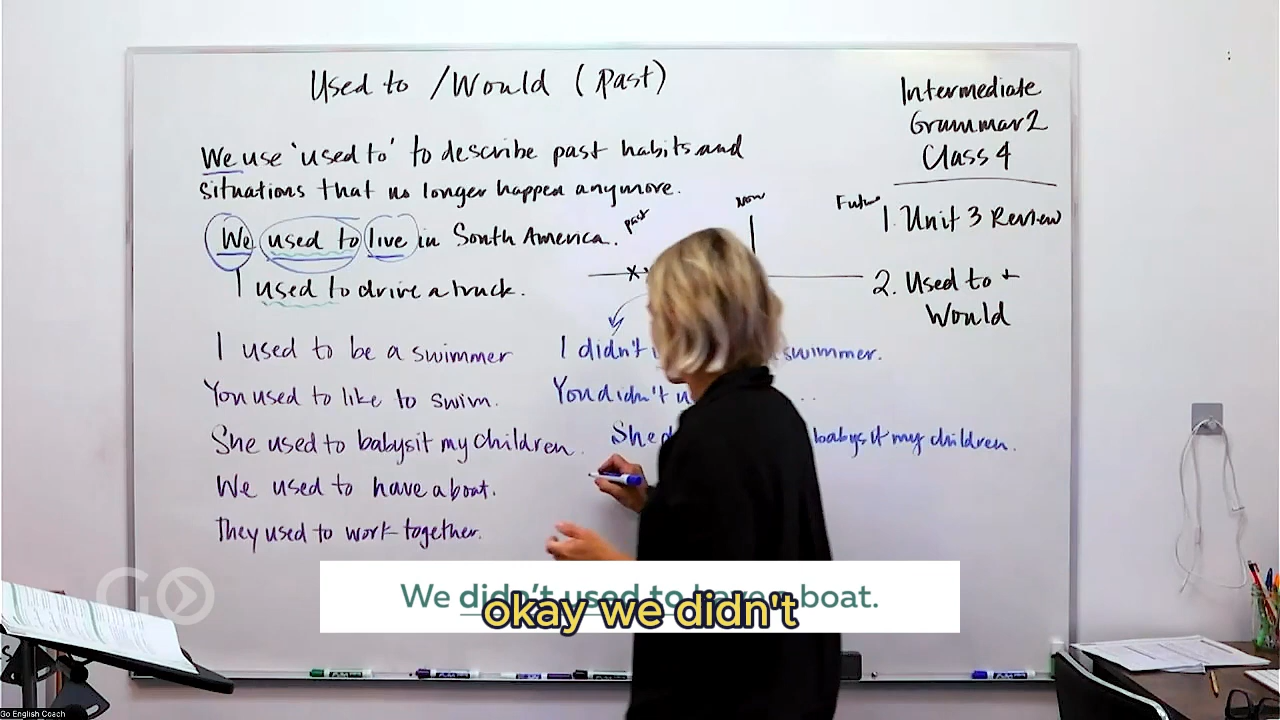 Used to /Would (Past)
Intermediate
Grammar 2
Class 4
We use 'used to' to describe past habits and
situations that no longer happen anymore.
1. Unit 3 Review
2. Used to +
Would
past
Now
Future
We used to live in South America.
I used to drive a truck.
I used to be a swimmer
I didn't swimmer.
You used to like to swim.
You didn't
She used to babysit my children.
She babysit my children.
We used to have a boat.
They used to work together.
We didn't used to have a boat.
okay we didn't
GO
Go English Coach